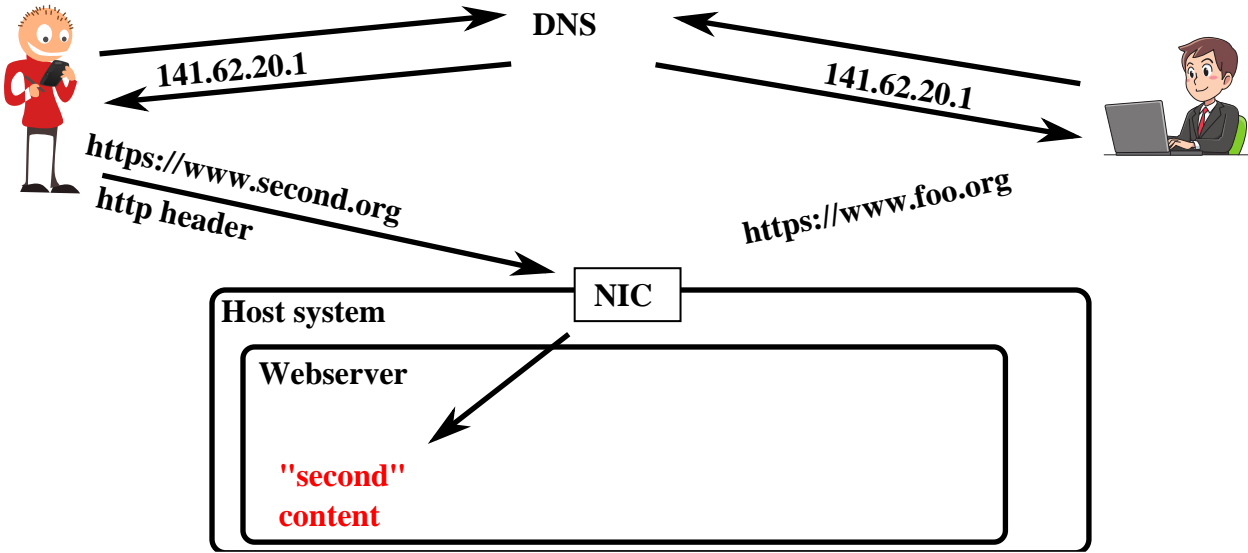 DNS
141.62.20.1
141.62.20.1
https://www.second.org
http header
https://www.foo.org
NIC
Host system
Webserver
"second"
content